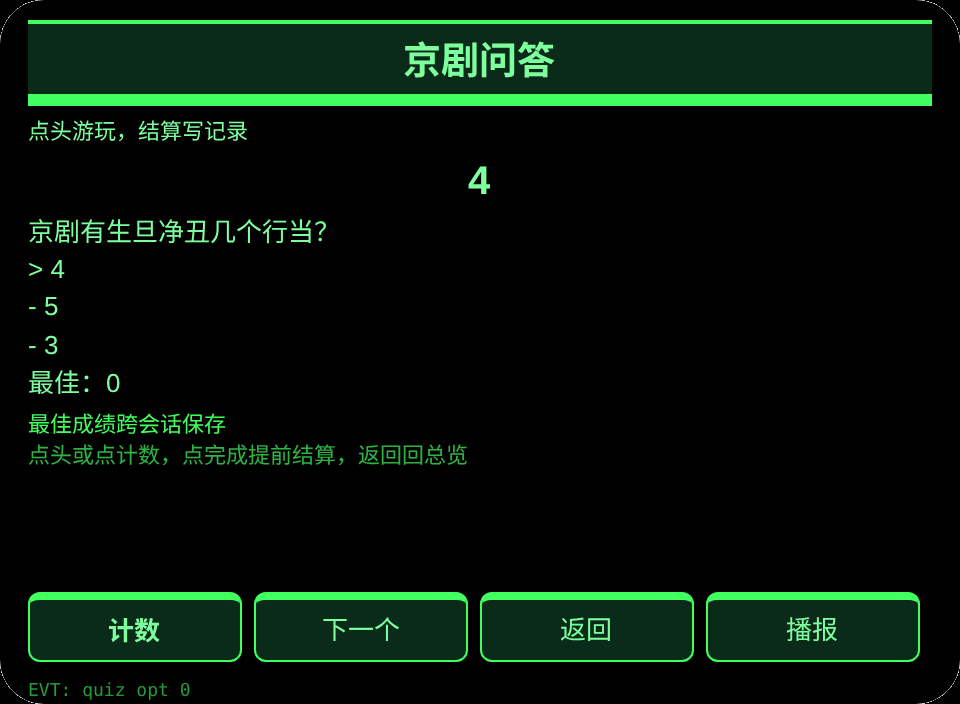 京剧问答
点头游玩，结算写记录
4
京剧有生旦净丑几个行当？
> 4
- 5
- 3
最佳：0
最佳成绩跨会话保存
点头或点计数，点完成提前结算，返回回总览
计数
下一个
返回
播报
EVT: quiz opt 0